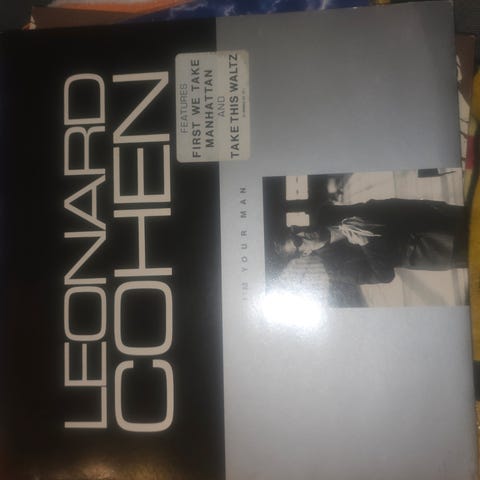 LEONARD
COHEN
FEATURES
FIRST WE TAKE
MANHATTAN
AND
TAKE THIS WALTZ
I'M YOUR MAN